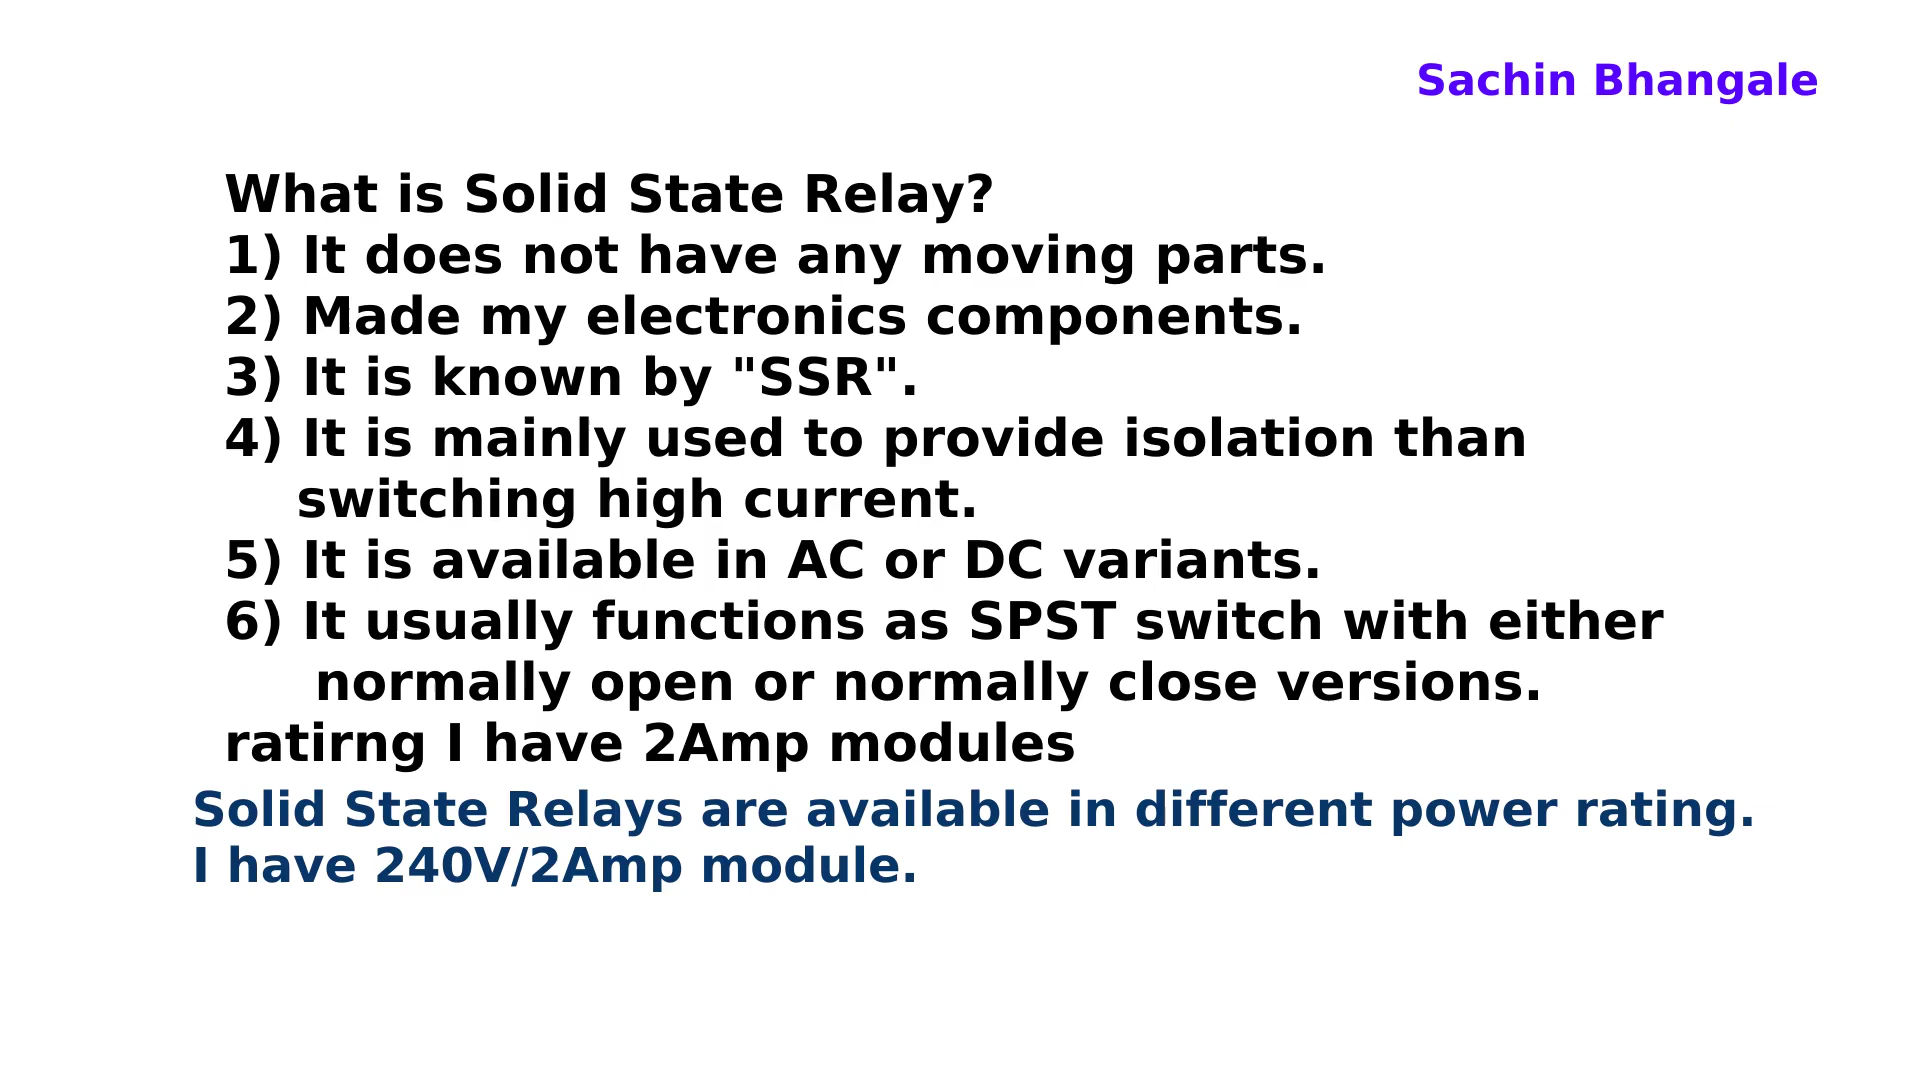 Sachin Bhangale
What is Solid State Relay?
1) It does not have any moving parts.
2) Made my electronics components.
3) It is known by "SSR".
4) It is mainly used to provide isolation than
switching high current.
5) It is available in AC or DC variants.
6) It usually functions as SPST switch with either
normally open or normally close versions.
ratirng I have 2Amp modules
Solid State Relays are available in different power rating.
I have 240V/2Amp module.